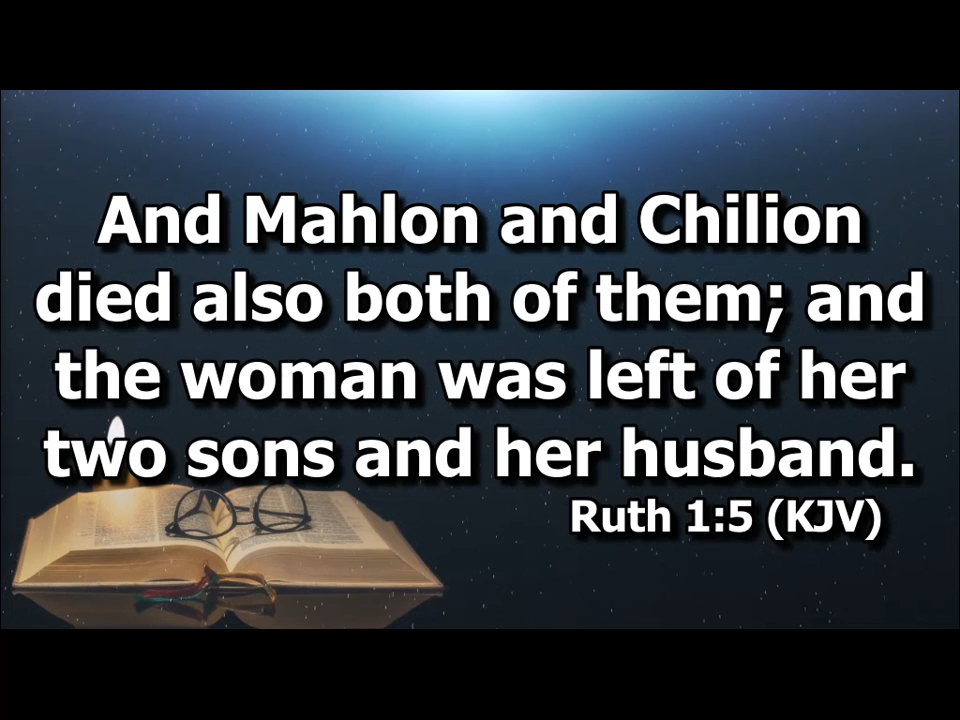 And Mahlon and Chilion
died also both of them; and
the woman was left of her
two sons and her husband.
Ruth 1:5 (KJV)